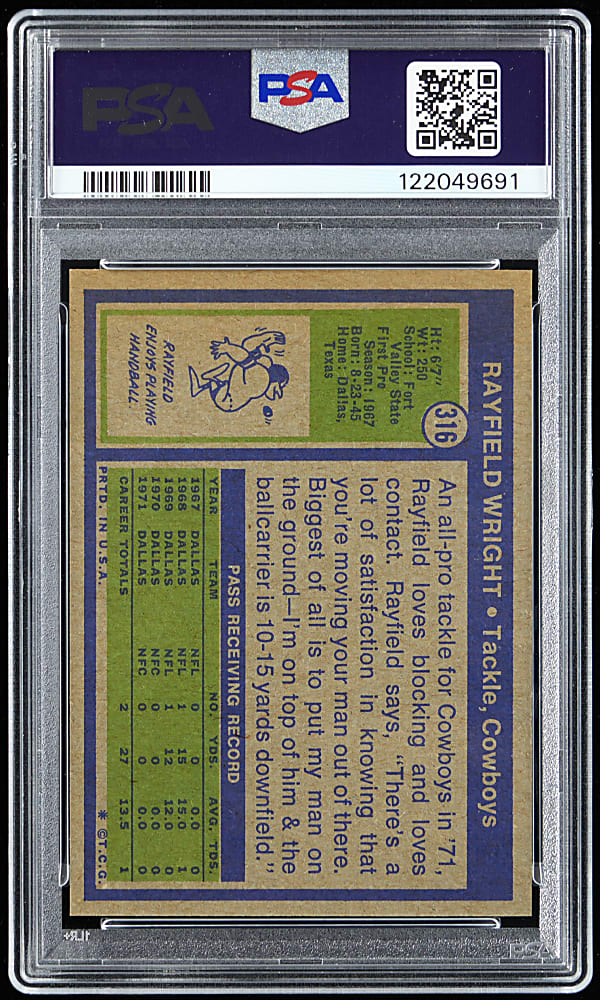 PSA
PSA
122049691
RAYFIELD WRIGHT • Tackle, Cowboys
316
Ht: 6'7"
Wt: 250
School: Fort
Valley State
First Pro
Season: 1967
Born: 8-23-45
Home: Dallas,
Texas
RAYFIELD
ENJOYS PLAYING
HANDBALL.
An all-pro tackle for Cowboys in '71,
Rayfield loves blocking and loves
contact. Rayfield says, "There's a
lot of satisfaction in knowing that
you're moving your man out of there.
Biggest of all is to put my man on
the ground—I'm on top of him & the
ballcarrier is 10-15 yards downfield."
PASS RECEIVING RECORD
YEAR TEAM NO. YDS. AVG. TDS.
1967 DALLAS NFL 0 0 0.0 0
1968 DALLAS NFL 1 15 15.0 1
1969 DALLAS NFL 1 12 12.0 0
1970 DALLAS NFC 0 0 0.0 0
1971 DALLAS NFC 0 0 0.0 0
CAREER TOTALS 2 27 13.5 1
PRTD. IN U.S.A. * ©T.C.G.
PSA